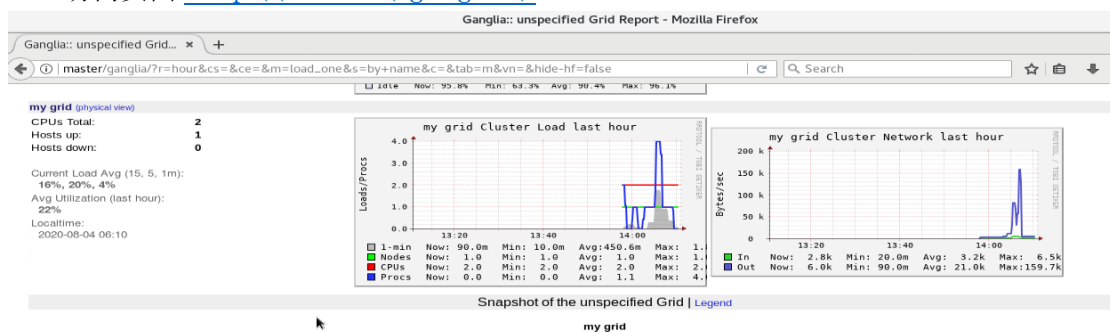 Ganglia:: unspecified Grid Report - Mozilla Firefox
Ganglia:: unspecified Grid... × +
master/ganglia/?r=hour&cs=&ce=&m=load_one&s=by+name&c=&tab=m&vn=&hide-hf=false
Search
Idle Now: 95.8% Min: 63.3% Avg: 90.4% Max: 96.1%
my grid (physical view)
CPUs Total: 2
Hosts up: 1
Hosts down: 0
Current Load Avg (15, 5, 1m):
16%, 20%, 4%
Avg Utilization (last hour):
22%
Localtime:
2020-08-04 06:10
my grid Cluster Load last hour
Loads/Procs
4.0
3.0
2.0
1.0
0.0
13:20 13:40 14:00
1-min Now: 90.0m Min: 10.0m Avg:450.6m Max: 1.
Nodes Now: 1.0 Min: 1.0 Avg: 1.0 Max: 1.
CPUs Now: 2.0 Min: 2.0 Avg: 2.0 Max: 2.
Procs Now: 0.0 Min: 0.0 Avg: 1.1 Max: 4.
RRDTOOL / TOBI OETIKER
my grid Cluster Network last hour
Bytes/sec
200 k
150 k
100 k
50 k
0
13:20 13:40 14:00
In Now: 2.8k Min: 20.0m Avg: 3.2k Max: 6.5k
Out Now: 6.0k Min: 90.0m Avg: 21.0k Max:159.7k
RRDTOOL / TOBI OETIKER
Snapshot of the unspecified Grid | Legend
my grid